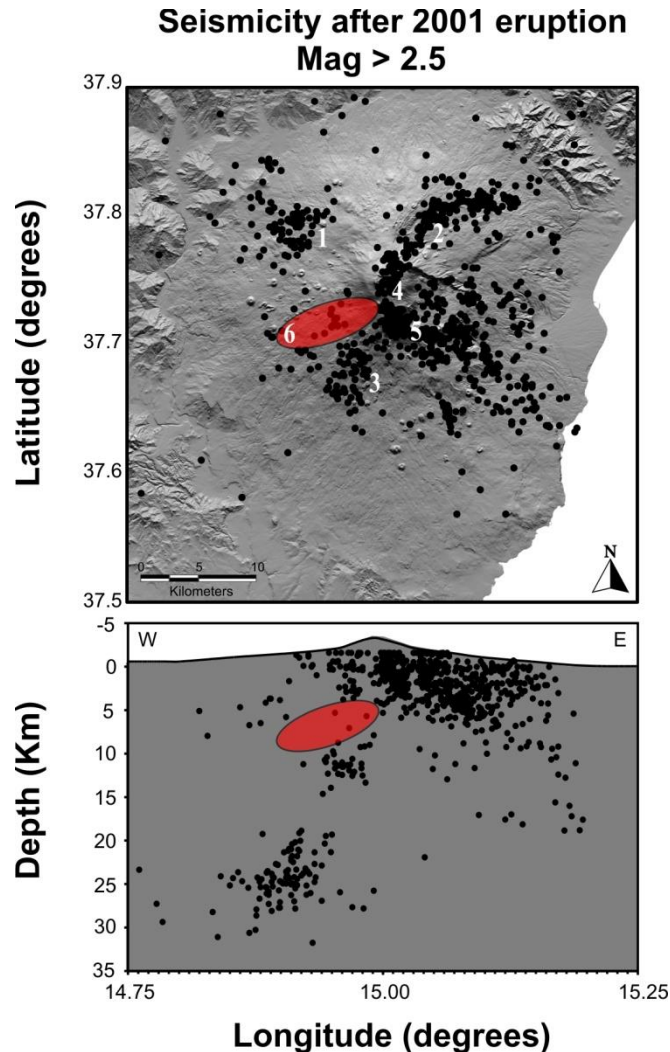 Seismicity after 2001 eruption
Mag > 2.5
Latitude (degrees)
37.9
37.8
37.7
37.6
37.5
1
2
4
6
5
3
0 5 10
Kilometers
N
Depth (Km)
-5
0
5
10
15
20
25
30
35
W E
14.75 15.00 15.25
Longitude (degrees)